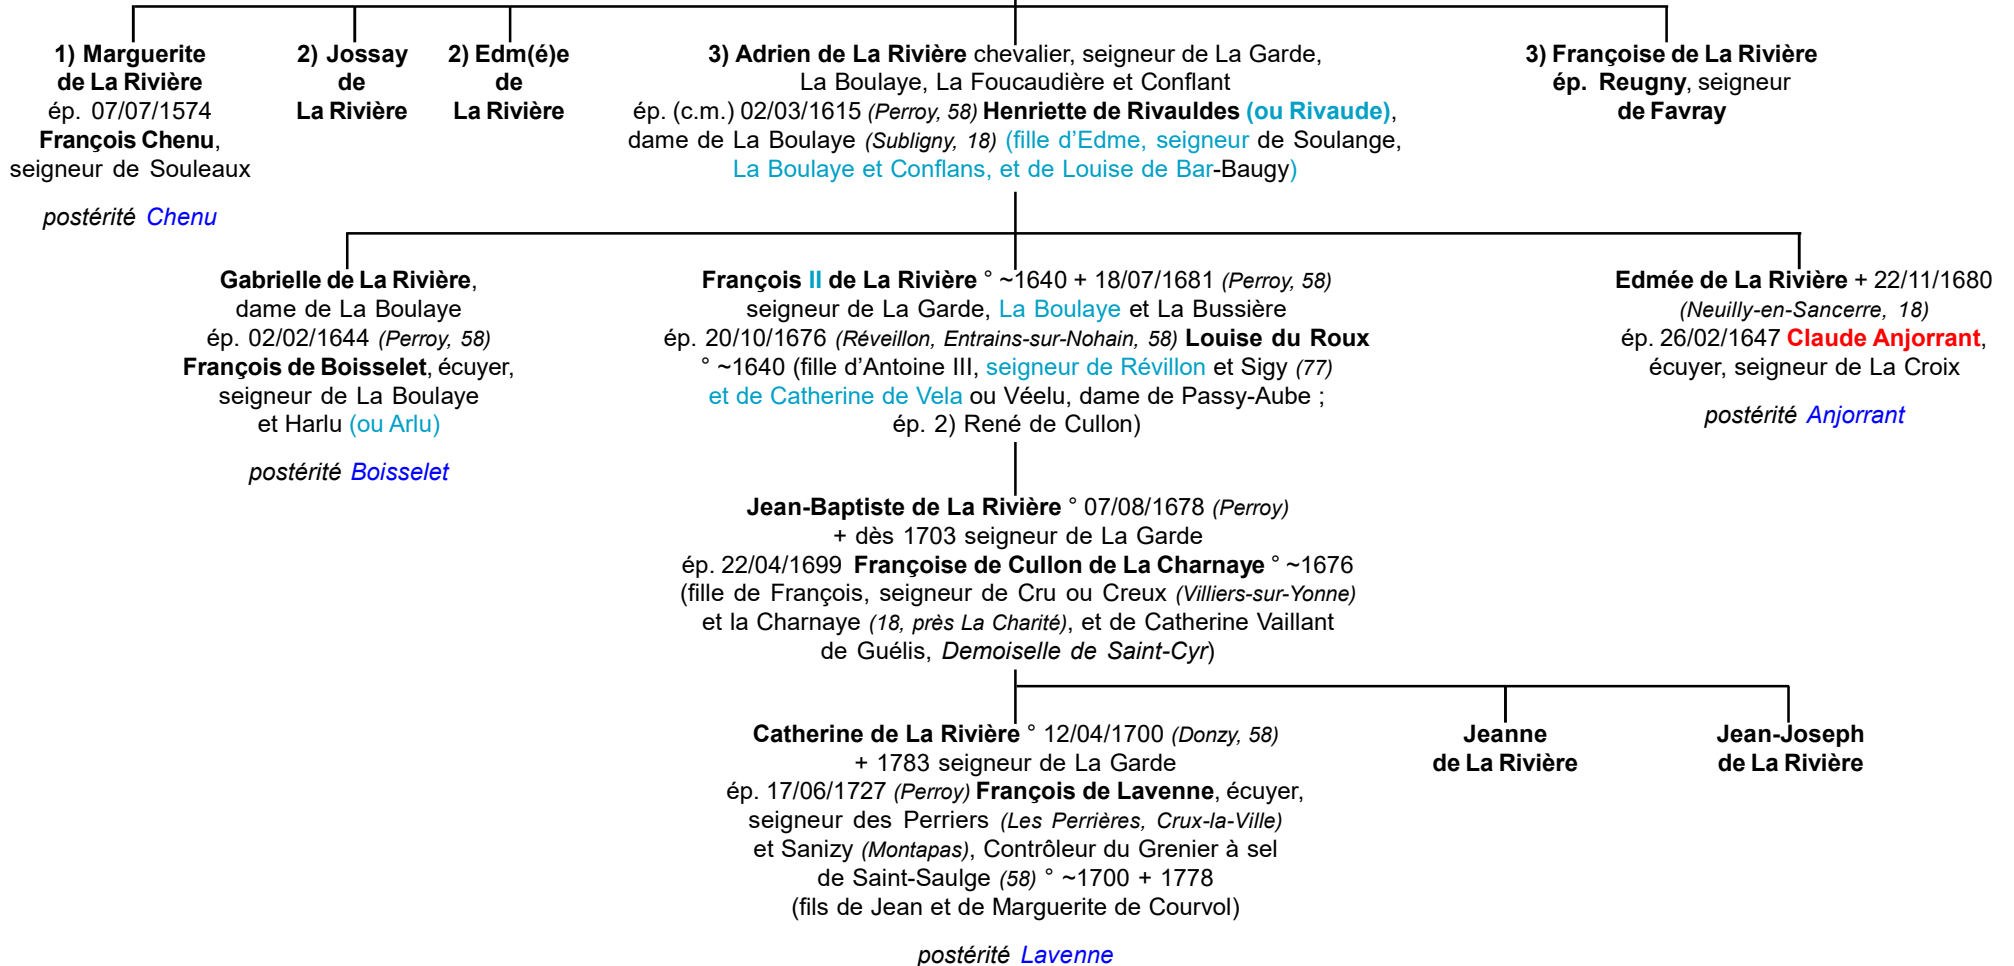 1) Marguerite
de La Rivière
ép. 07/07/1574
François Chenu,
seigneur de Souleaux
postérité Chenu
2) Jossay
de
La Rivière
2) Edm(é)e
de
La Rivière
3) Adrien de La Rivière chevalier, seigneur de La Garde,
La Boulaye, La Foucaudière et Conflant
ép. (c.m.) 02/03/1615 (Perroy, 58) Henriette de Rivauldes (ou Rivaude),
dame de La Boulaye (Subligny, 18) (fille d’Edme, seigneur de Soulange,
La Boulaye et Conflans, et de Louise de Bar-Baugy)
3) Françoise de La Rivière
ép. Reugny, seigneur
de Favray
Gabrielle de La Rivière,
dame de La Boulaye
ép. 02/02/1644 (Perroy, 58)
François de Boisselet, écuyer,
seigneur de La Boulaye
et Harlu (ou Arlu)
postérité Boisselet
François II de La Rivière ° ~1640 + 18/07/1681 (Perroy, 58)
seigneur de La Garde, La Boulaye et La Bussière
ép. 20/10/1676 (Réveillon, Entrains-sur-Nohain, 58) Louise du Roux
° ~1640 (fille d’Antoine III, seigneur de Révillon et Sigy (77)
et de Catherine de Vela ou Véelu, dame de Passy-Aube ;
ép. 2) René de Cullon)
Edmée de La Rivière + 22/11/1680
(Neuilly-en-Sancerre, 18)
ép. 26/02/1647 Claude Anjorrant,
écuyer, seigneur de La Croix
postérité Anjorrant
Jean-Baptiste de La Rivière ° 07/08/1678 (Perroy)
+ dès 1703 seigneur de La Garde
ép. 22/04/1699 Françoise de Cullon de La Charnaye ° ~1676
(fille de François, seigneur de Cru ou Creux (Villiers-sur-Yonne)
et la Charnaye (18, près La Charité), et de Catherine Vaillant
de Guélis, Demoiselle de Saint-Cyr)
Catherine de La Rivière ° 12/04/1700 (Donzy, 58)
+ 1783 seigneur de La Garde
ép. 17/06/1727 (Perroy) François de Lavenne, écuyer,
seigneur des Perriers (Les Perrières, Crux-la-Ville)
et Sanizy (Montapas), Contrôleur du Grenier à sel
de Saint-Saulge (58) ° ~1700 + 1778
(fils de Jean et de Marguerite de Courvol)
postérité Lavenne
Jeanne
de La Rivière
Jean-Joseph
de La Rivière